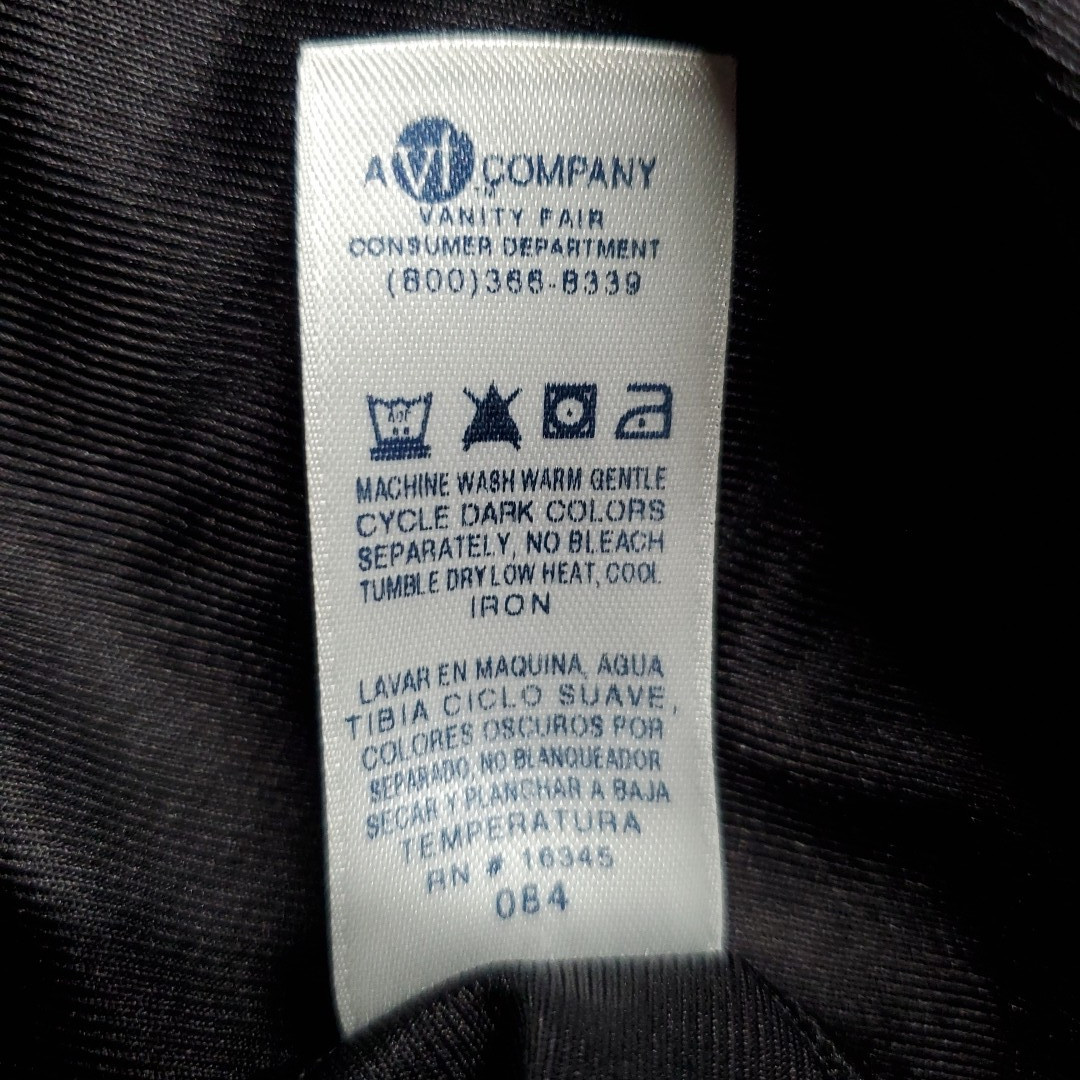 A vf COMPANY
VANITY FAIR
CONSUMER DEPARTMENT
(800)366-8339
MACHINE WASH WARM GENTLE
CYCLE DARK COLORS
SEPARATELY, NO BLEACH
TUMBLE DRY LOW HEAT, COOL
IRON
LAVAR EN MAQUINA, AGUA
TIBIA CICLO SUAVE,
COLORES OSCUROS POR
SEPARADO, NO BLANQUEADOR
SECAR Y PLANCHAR A BAJA
TEMPERATURA
RN # 16345
084